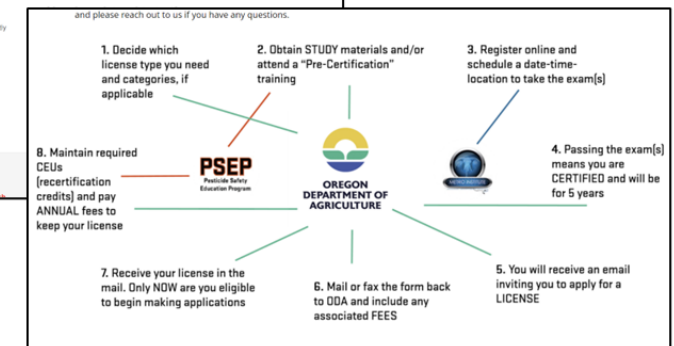 and please reach out to us if you have any questions.
1. Decide which
license type you need
and categories, if
applicable
2. Obtain STUDY materials and/or
attend a “Pre-Certification”
training
3. Register online and
schedule a date-time-
location to take the exam(s)
8. Maintain required
CEUs
(recertification
credits) and pay
ANNUAL fees to
keep your license
PSEP
Pesticide Safety
Education Program
OREGON
DEPARTMENT OF
AGRICULTURE
4. Passing the exam(s)
means you are
CERTIFIED and will be
for 5 years
7. Receive your license in the
mail. Only NOW are you eligible
to begin making applications
6. Mail or fax the form back
to ODA and include any
associated FEES
5. You will receive an email
inviting you to apply for a
LICENSE